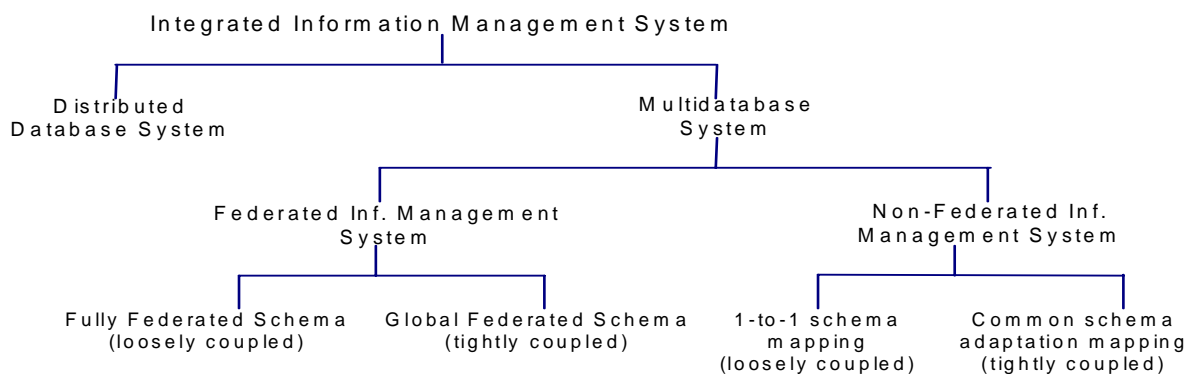 Integrated Information Management System
Distributed
Database System
Multidatabase
System
Federated Inf. Management
System
Non-Federated Inf.
Management System
Fully Federated Schema
(loosely coupled)
Global Federated Schema
(tightly coupled)
1-to-1 schema
mapping
(loosely coupled)
Common schema
adaptation mapping
(tightly coupled)